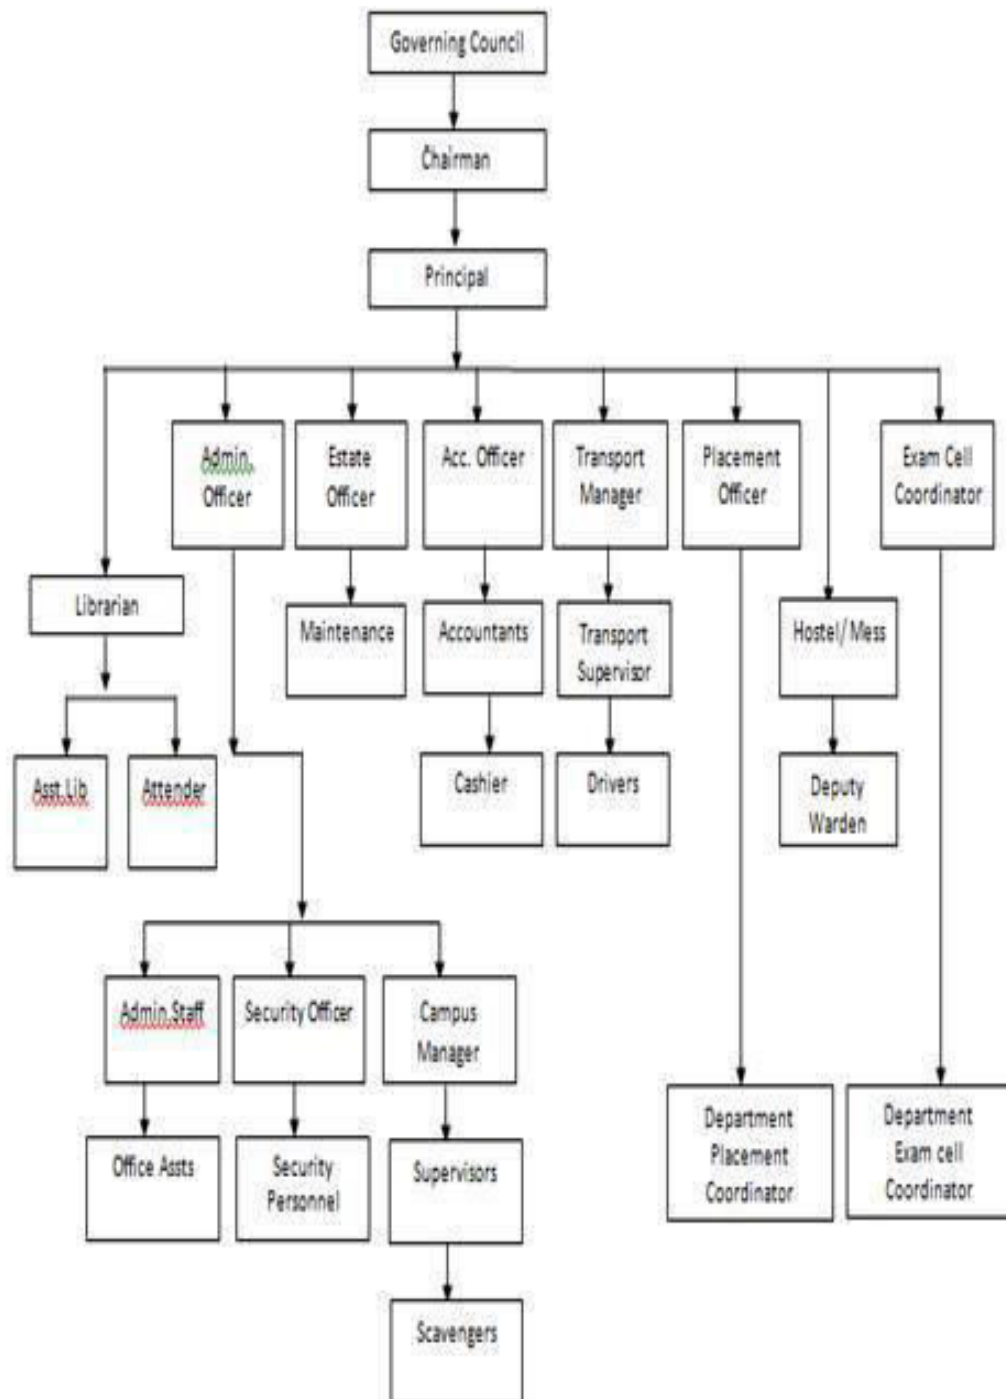 Governing Council
Chairman
Principal
Admin.
Officer
Estate
Officer
Acc. Officer
Transport
Manager
Placement
Officer
Exam Cell
Coordinator
Librarian
Maintenance
Accountants
Transport
Supervisor
Hostel/ Mess
Asst.Lib
Attender
Cashier
Drivers
Deputy
Warden
Admin.Staff
Security Officer
Campus
Manager
Department
Placement
Coordinator
Department
Exam cell
Coordinator
Office Assts
Security
Personnel
Supervisors
Scavengers